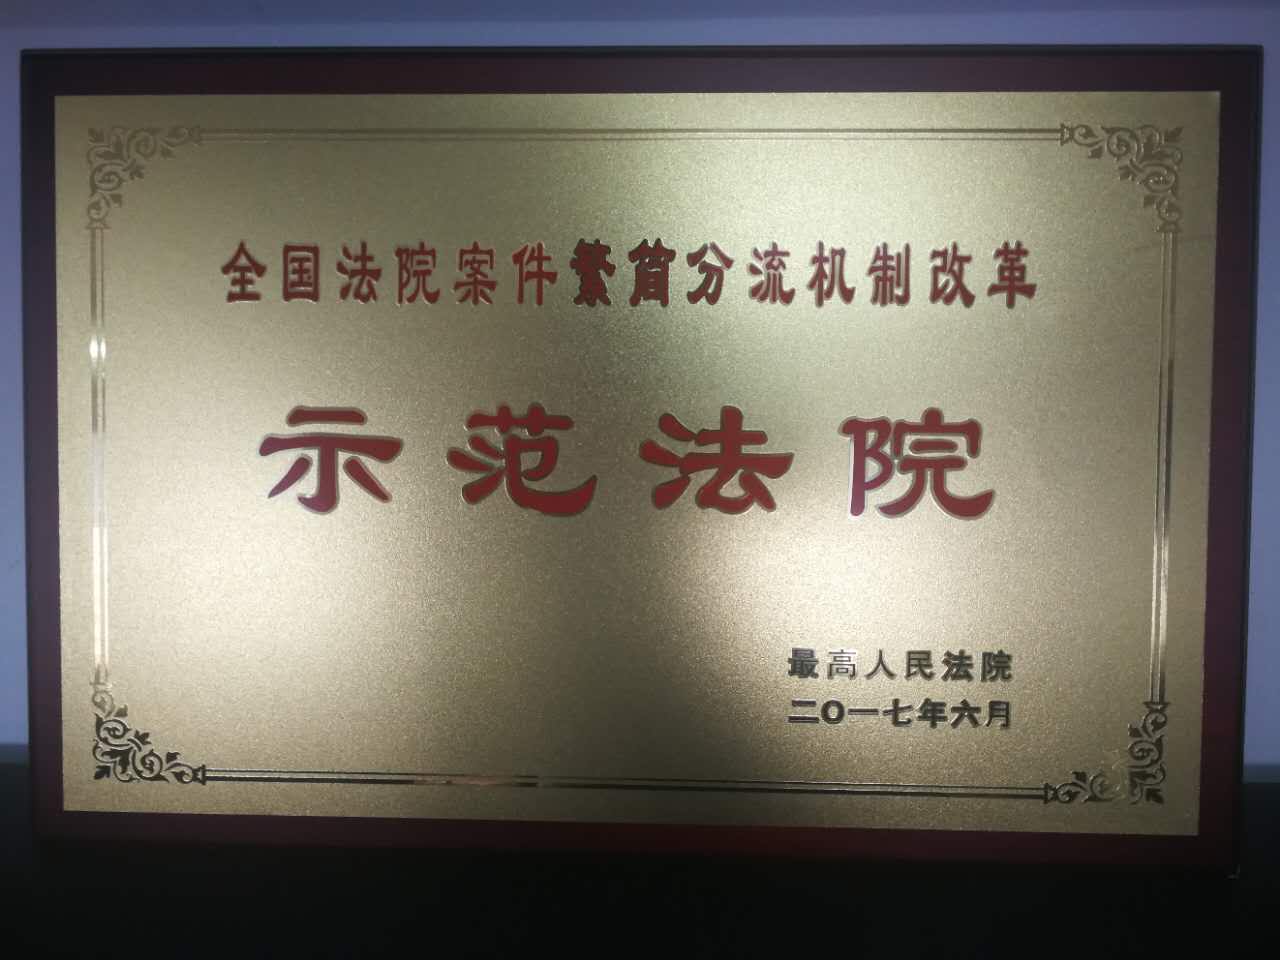 全国法院案件繁简分流机制改革
示范法院
最高人民法院
二〇一七年六月